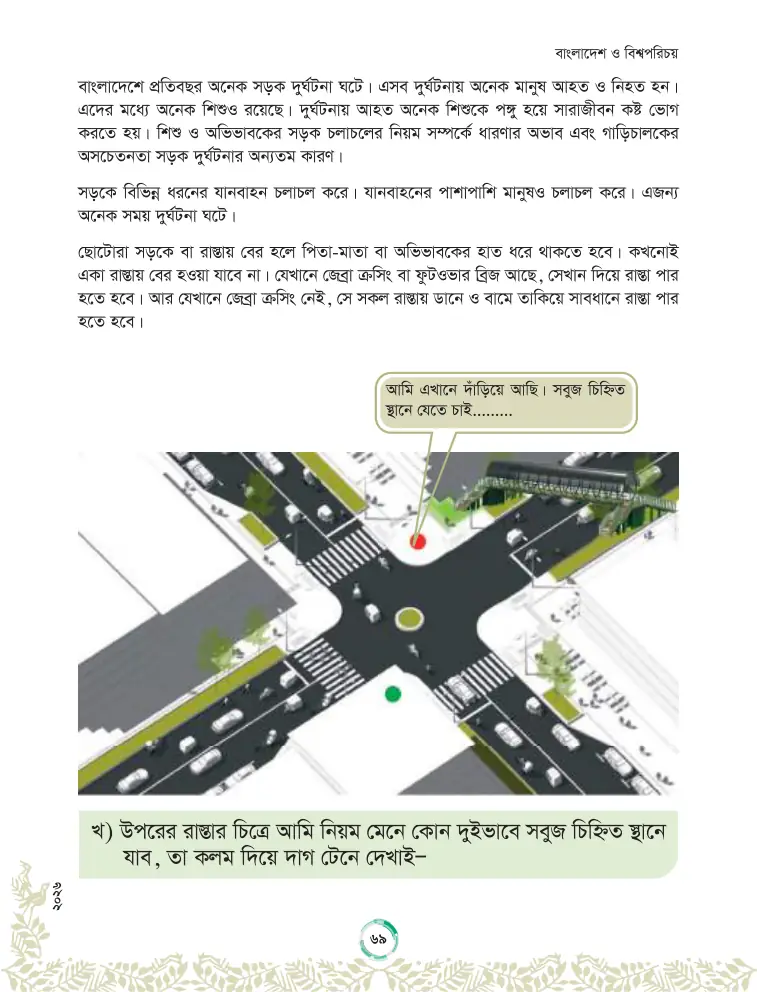 বাংলাদেশ ও বিশ্বপরিচয়
বাংলাদেশে প্রতিবছর অনেক সড়ক দুর্ঘটনা ঘটে। এসব দুর্ঘটনায় অনেক মানুষ আহত ও নিহত হন।
এদের মধ্যে অনেক শিশুও রয়েছে। দুর্ঘটনায় আহত অনেক শিশুকে পঙ্গু হয়ে সারাজীবন কষ্ট ভোগ
করতে হয়। শিশু ও অভিভাবকের সড়ক চলাচলের নিয়ম সম্পর্কে ধারণার অভাব এবং গাড়িচালকের
অসচেতনতা সড়ক দুর্ঘটনার অন্যতম কারণ।
সড়কে বিভিন্ন ধরনের যানবাহন চলাচল করে। যানবাহনের পাশাপাশি মানুষও চলাচল করে। এজন্য
অনেক সময় দুর্ঘটনা ঘটে।
ছোটোরা সড়কে বা রাস্তায় বের হলে পিতা-মাতা বা অভিভাবকের হাত ধরে থাকতে হবে। কখনোই
একা রাস্তায় বের হওয়া যাবে না। যেখানে জেব্রা ক্রসিং বা ফুটওভার ব্রিজ আছে, সেখান দিয়ে রাস্তা পার
হতে হবে। আর যেখানে জেব্রা ক্রসিং নেই, সে সকল রাস্তায় ডানে ও বামে তাকিয়ে সাবধানে রাস্তা পার
হতে হবে।
আমি এখানে দাঁড়িয়ে আছি। সবুজ চিহ্নিত
স্থানে যেতে চাই.........
খ) উপরের রাস্তার চিত্রে আমি নিয়ম মেনে কোন দুইভাবে সবুজ চিহ্নিত স্থানে
যাব, তা কলম দিয়ে দাগ টেনে দেখাই–
২০২৬
৬৯